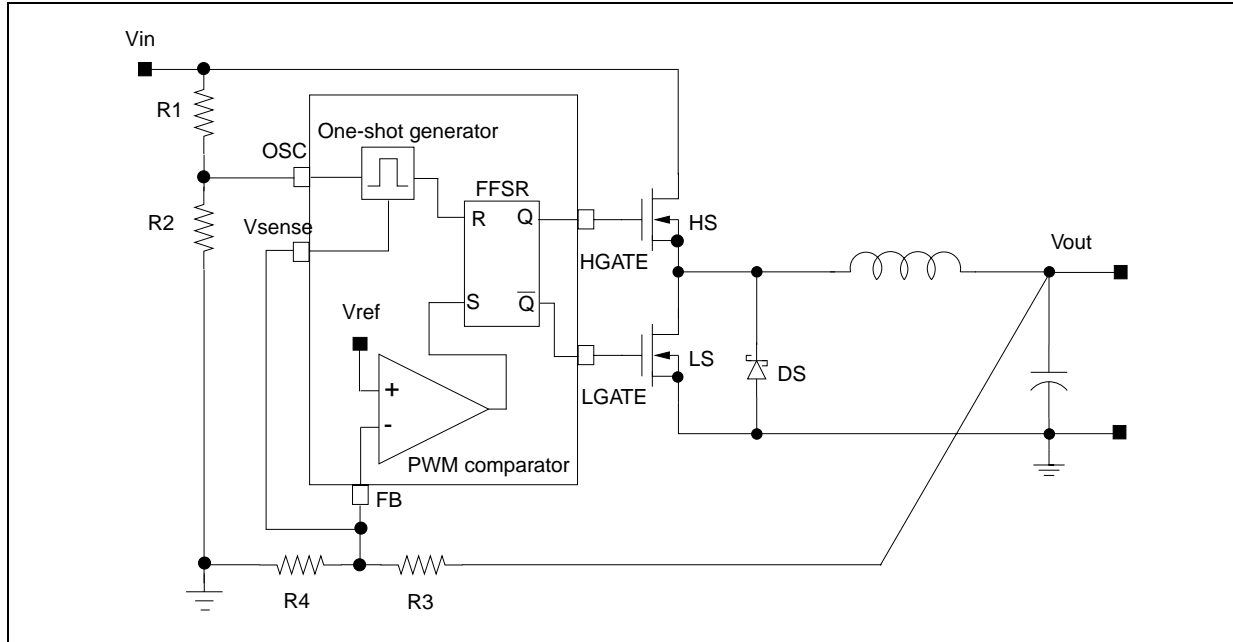 Vin
R1
One-shot generator
OSC
FFSR
R2
R
Q
HS
Vsense
Vout
HGATE
S
Q̅
Vref
LS
DS
+
LGATE
-
PWM comparator
FB
R4
R3